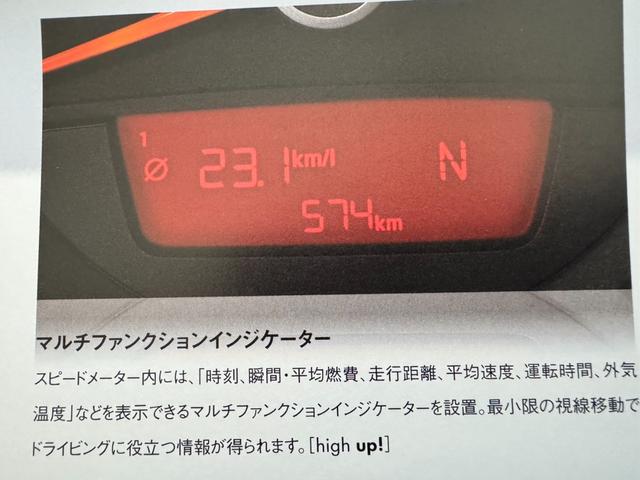 1
Ø 23.1km/l N
574km
マルチファンクションインジケーター
スピードメーター内には、「時刻、瞬間・平均燃費、走行距離、平均速度、運転時間、外気
温度」などを表示できるマルチファンクションインジケーターを設置。最小限の視線移動で
ドライビングに役立つ情報が得られます。[high up!]